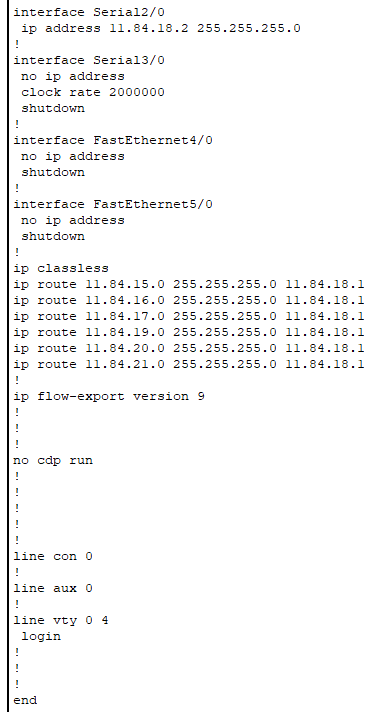 interface Serial2/0
 ip address 11.84.18.2 255.255.255.0
!
interface Serial3/0
 no ip address
 clock rate 2000000
 shutdown
!
interface FastEthernet4/0
 no ip address
 shutdown
!
interface FastEthernet5/0
 no ip address
 shutdown
!
ip classless
ip route 11.84.15.0 255.255.255.0 11.84.18.1
ip route 11.84.16.0 255.255.255.0 11.84.18.1
ip route 11.84.17.0 255.255.255.0 11.84.18.1
ip route 11.84.19.0 255.255.255.0 11.84.18.1
ip route 11.84.20.0 255.255.255.0 11.84.18.1
ip route 11.84.21.0 255.255.255.0 11.84.18.1
!
ip flow-export version 9
!
!
!
no cdp run
!
!
!
!
!
line con 0
!
line aux 0
!
line vty 0 4
 login
!
!
!
end